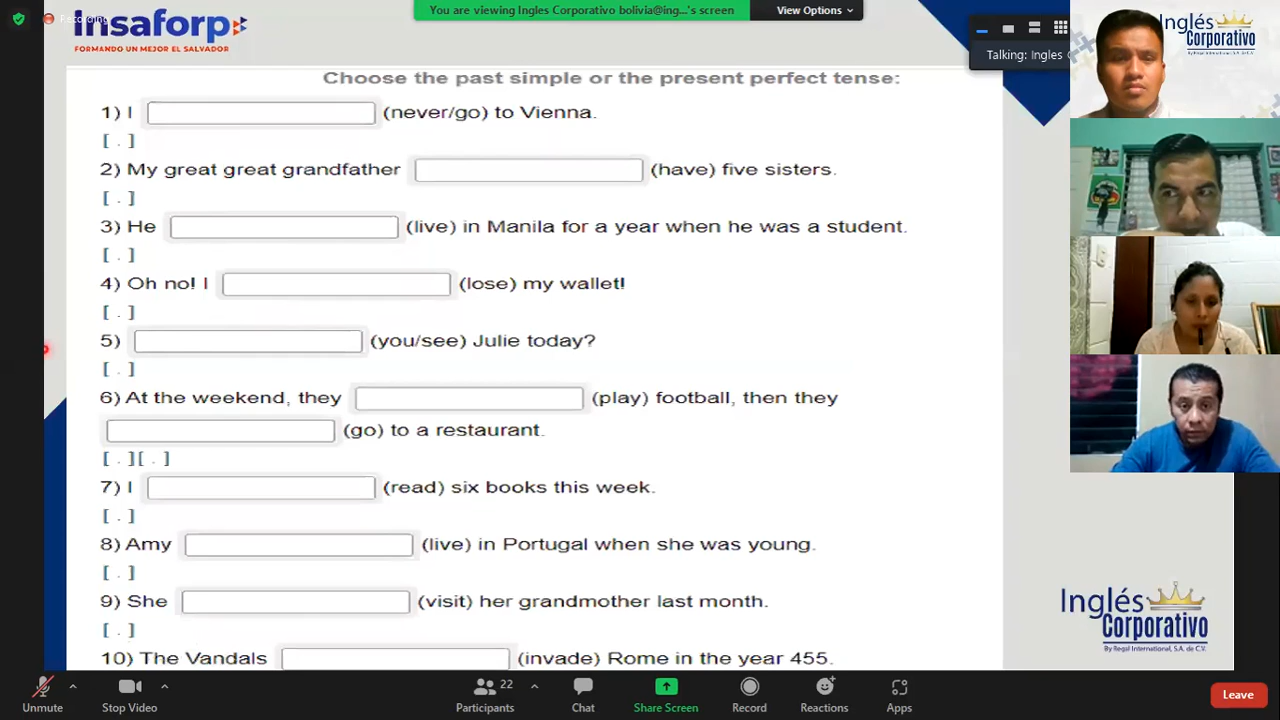 Recording
You are viewing Ingles Corporativo bolivia@ing...'s screen
View Options
Insaforp
FORMANDO UN MEJOR EL SALVADOR
Talking: Ingles
Inglés
Corporativo
By Regal International, S.A. de C.V.
Choose the past simple or the present perfect tense:
1) I (never/go) to Vienna.
[ . ]
2) My great great grandfather (have) five sisters.
[ . ]
3) He (live) in Manila for a year when he was a student.
[ . ]
4) Oh no! I (lose) my wallet!
[ . ]
5) (you/see) Julie today?
[ . ]
6) At the weekend, they (play) football, then they
(go) to a restaurant.
[ . ][ . ]
7) I (read) six books this week.
[ . ]
8) Amy (live) in Portugal when she was young.
[ . ]
9) She (visit) her grandmother last month.
[ . ]
10) The Vandals (invade) Rome in the year 455.
Inglés
Corporativo
By Regal International, S.A. de C.V.
Unmute
Stop Video
Participants
22
Chat
Share Screen
Record
Reactions
Apps
Leave